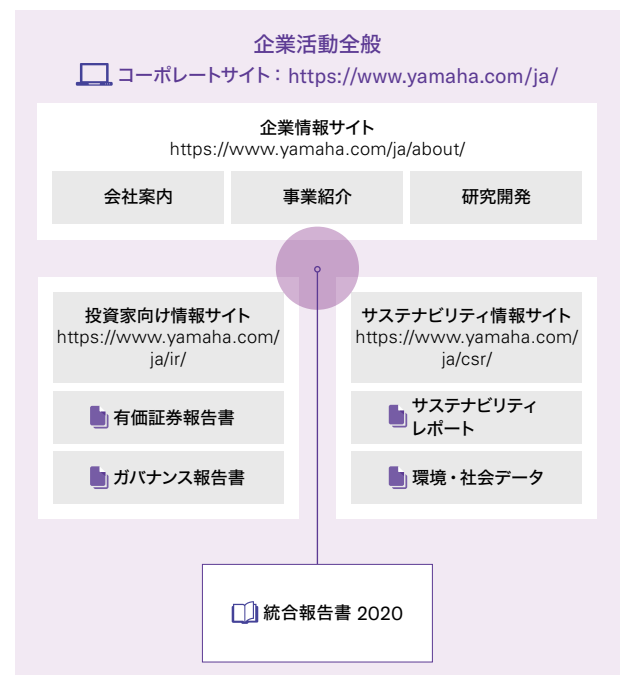 企業活動全般
コーポレートサイト：https://www.yamaha.com/ja/
企業情報サイト
https://www.yamaha.com/ja/about/
会社案内
事業紹介
研究開発
投資家向け情報サイト
https://www.yamaha.com/
ja/ir/
有価証券報告書
ガバナンス報告書
サステナビリティ情報サイト
https://www.yamaha.com/
ja/csr/
サステナビリティ
レポート
環境・社会データ
統合報告書 2020